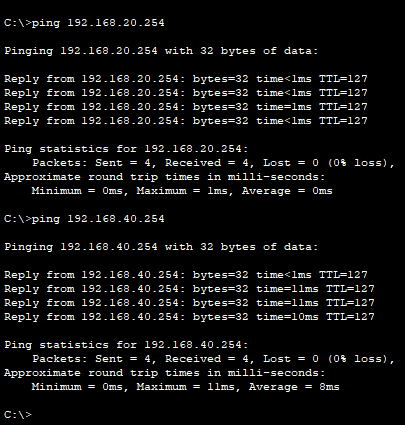 C:\>ping 192.168.20.254
Pinging 192.168.20.254 with 32 bytes of data:
Reply from 192.168.20.254: bytes=32 time<1ms TTL=127
Reply from 192.168.20.254: bytes=32 time<1ms TTL=127
Reply from 192.168.20.254: bytes=32 time<1ms TTL=127
Reply from 192.168.20.254: bytes=32 time<1ms TTL=127
Ping statistics for 192.168.20.254:
    Packets: Sent = 4, Received = 4, Lost = 0 (0% loss),
Approximate round trip times in milli-seconds:
    Minimum = 0ms, Maximum = 1ms, Average = 0ms
C:\>ping 192.168.40.254
Pinging 192.168.40.254 with 32 bytes of data:
Reply from 192.168.40.254: bytes=32 time<1ms TTL=127
Reply from 192.168.40.254: bytes=32 time=11ms TTL=127
Reply from 192.168.40.254: bytes=32 time=11ms TTL=127
Reply from 192.168.40.254: bytes=32 time=10ms TTL=127
Ping statistics for 192.168.40.254:
    Packets: Sent = 4, Received = 4, Lost = 0 (0% loss),
Approximate round trip times in milli-seconds:
    Minimum = 0ms, Maximum = 11ms, Average = 8ms
C:\>